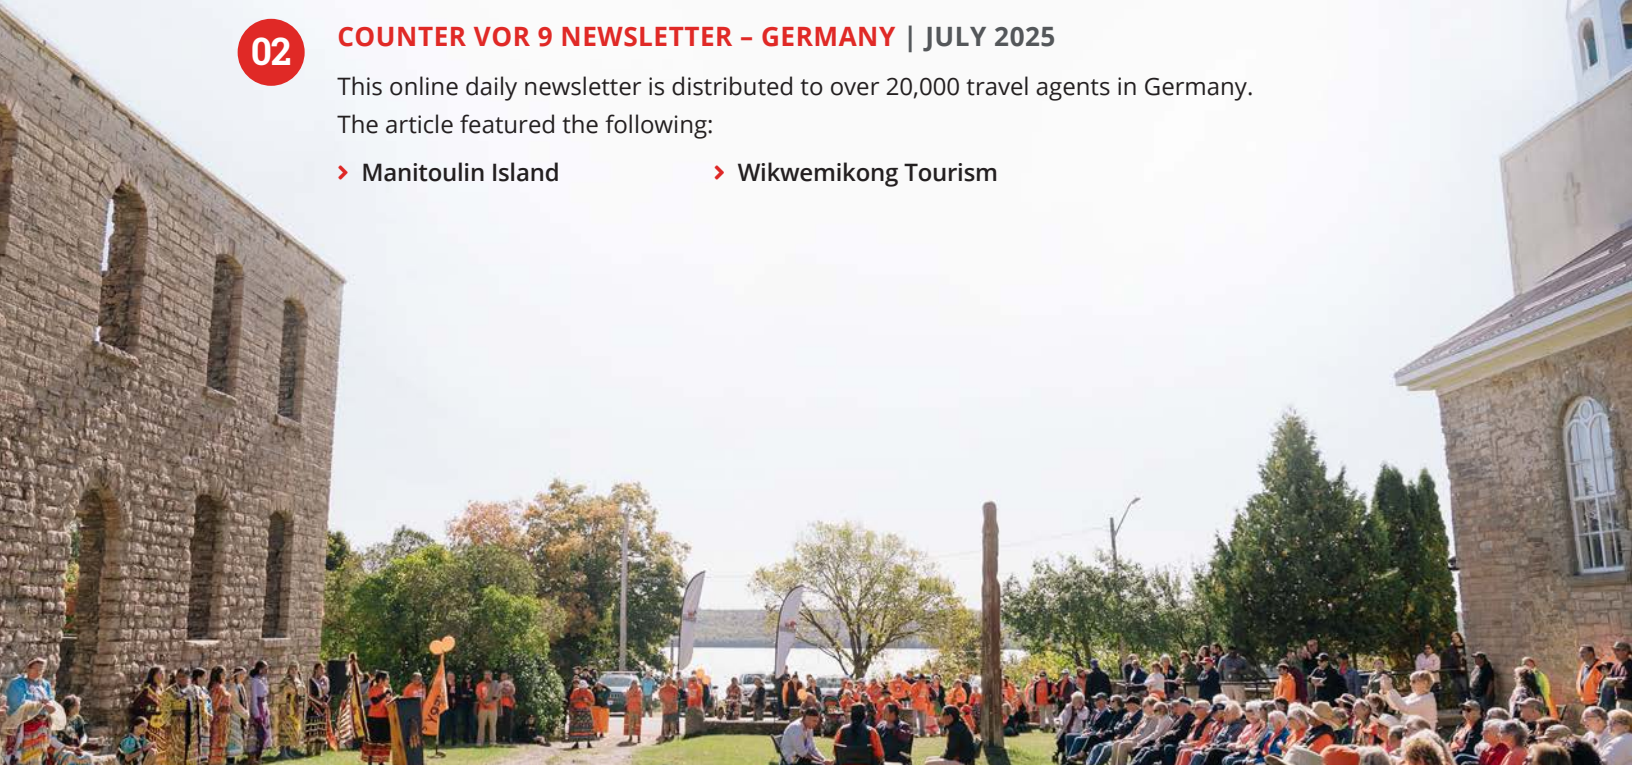 02
COUNTER VOR 9 NEWSLETTER – GERMANY | JULY 2025
This online daily newsletter is distributed to over 20,000 travel agents in Germany.
The article featured the following:
Manitoulin Island
Wikwemikong Tourism